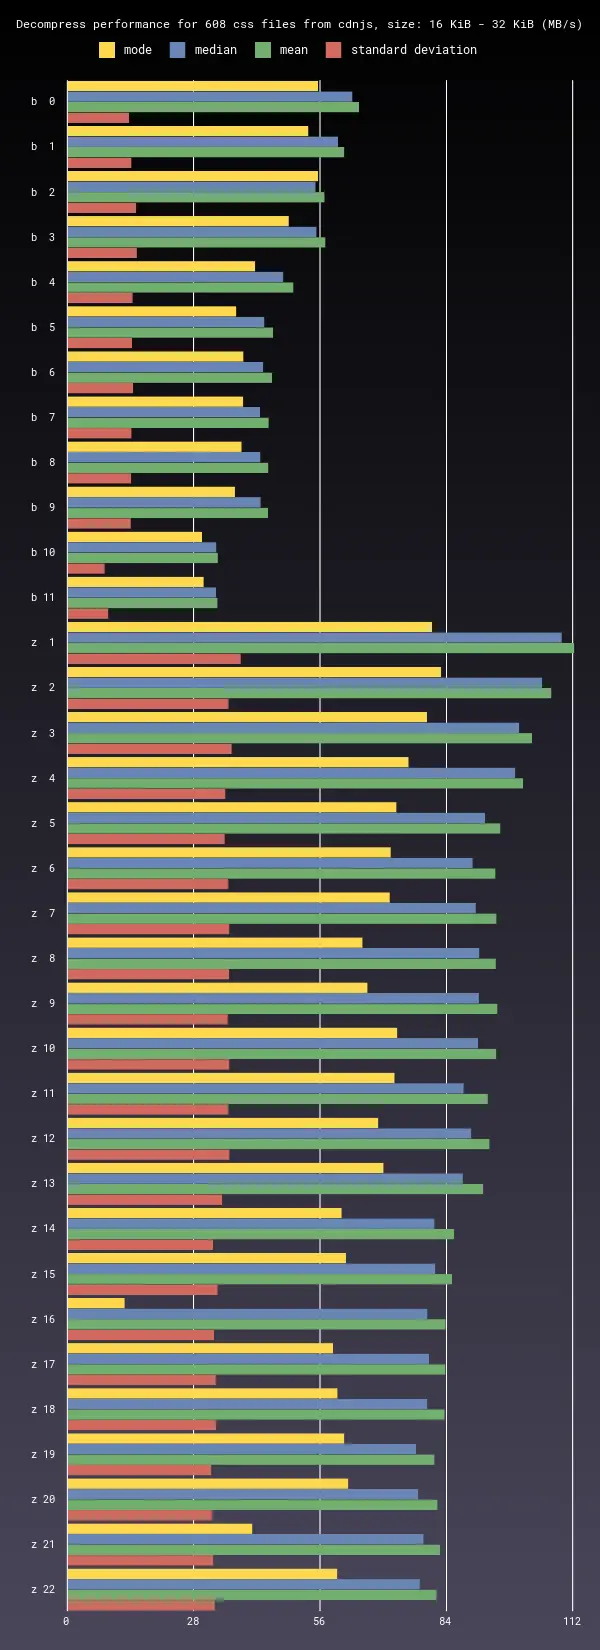 Decompress performance for 608 css files from cdnjs, size: 16 KiB - 32 KiB (MB/s)
mode median mean standard deviation
b 0
b 1
b 2
b 3
b 4
b 5
b 6
b 7
b 8
b 9
b 10
b 11
z 1
z 2
z 3
z 4
z 5
z 6
z 7
z 8
z 9
z 10
z 11
z 12
z 13
z 14
z 15
z 16
z 17
z 18
z 19
z 20
z 21
z 22
0 28 56 84 112